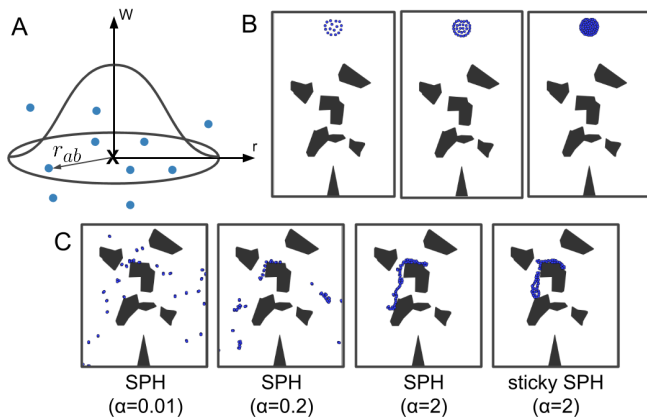 A
W
r
r_ab
X
B
C
SPH
(α=0.01)
SPH
(α=0.2)
SPH
(α=2)
sticky SPH
(α=2)